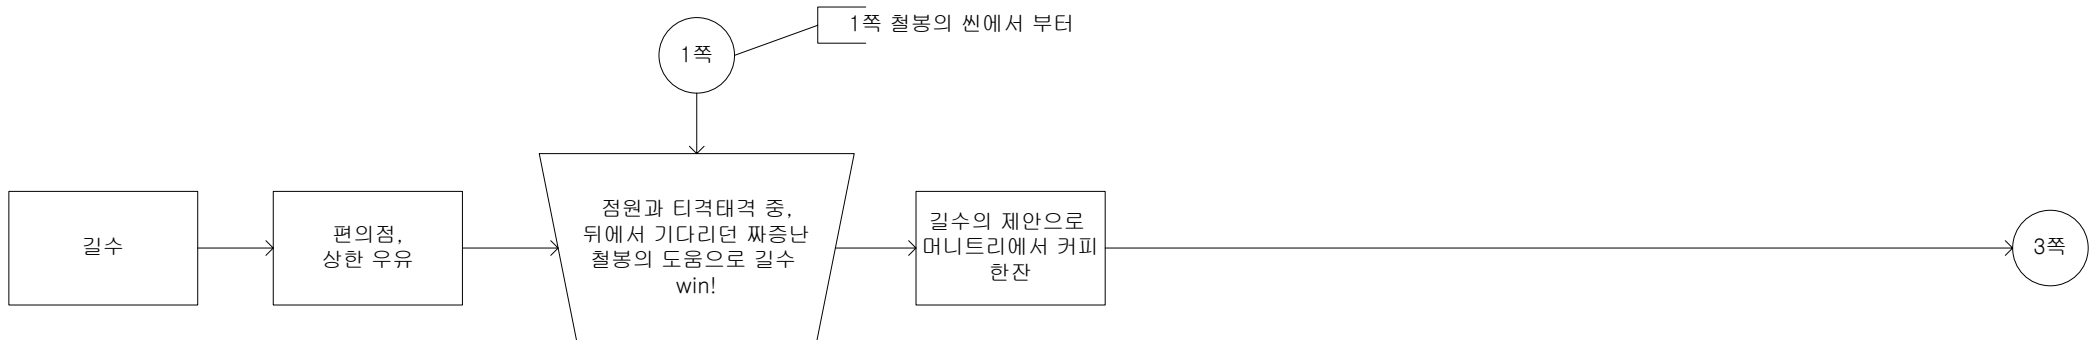 1쪽 철봉의 씬에서 부터
1쪽
길수
편의점,
상한 우유
점원과 티격태격 중,
뒤에서 기다리던 짜증난
철봉의 도움으로 길수
win!
길수의 제안으로
머니트리에서 커피
한잔
3쪽